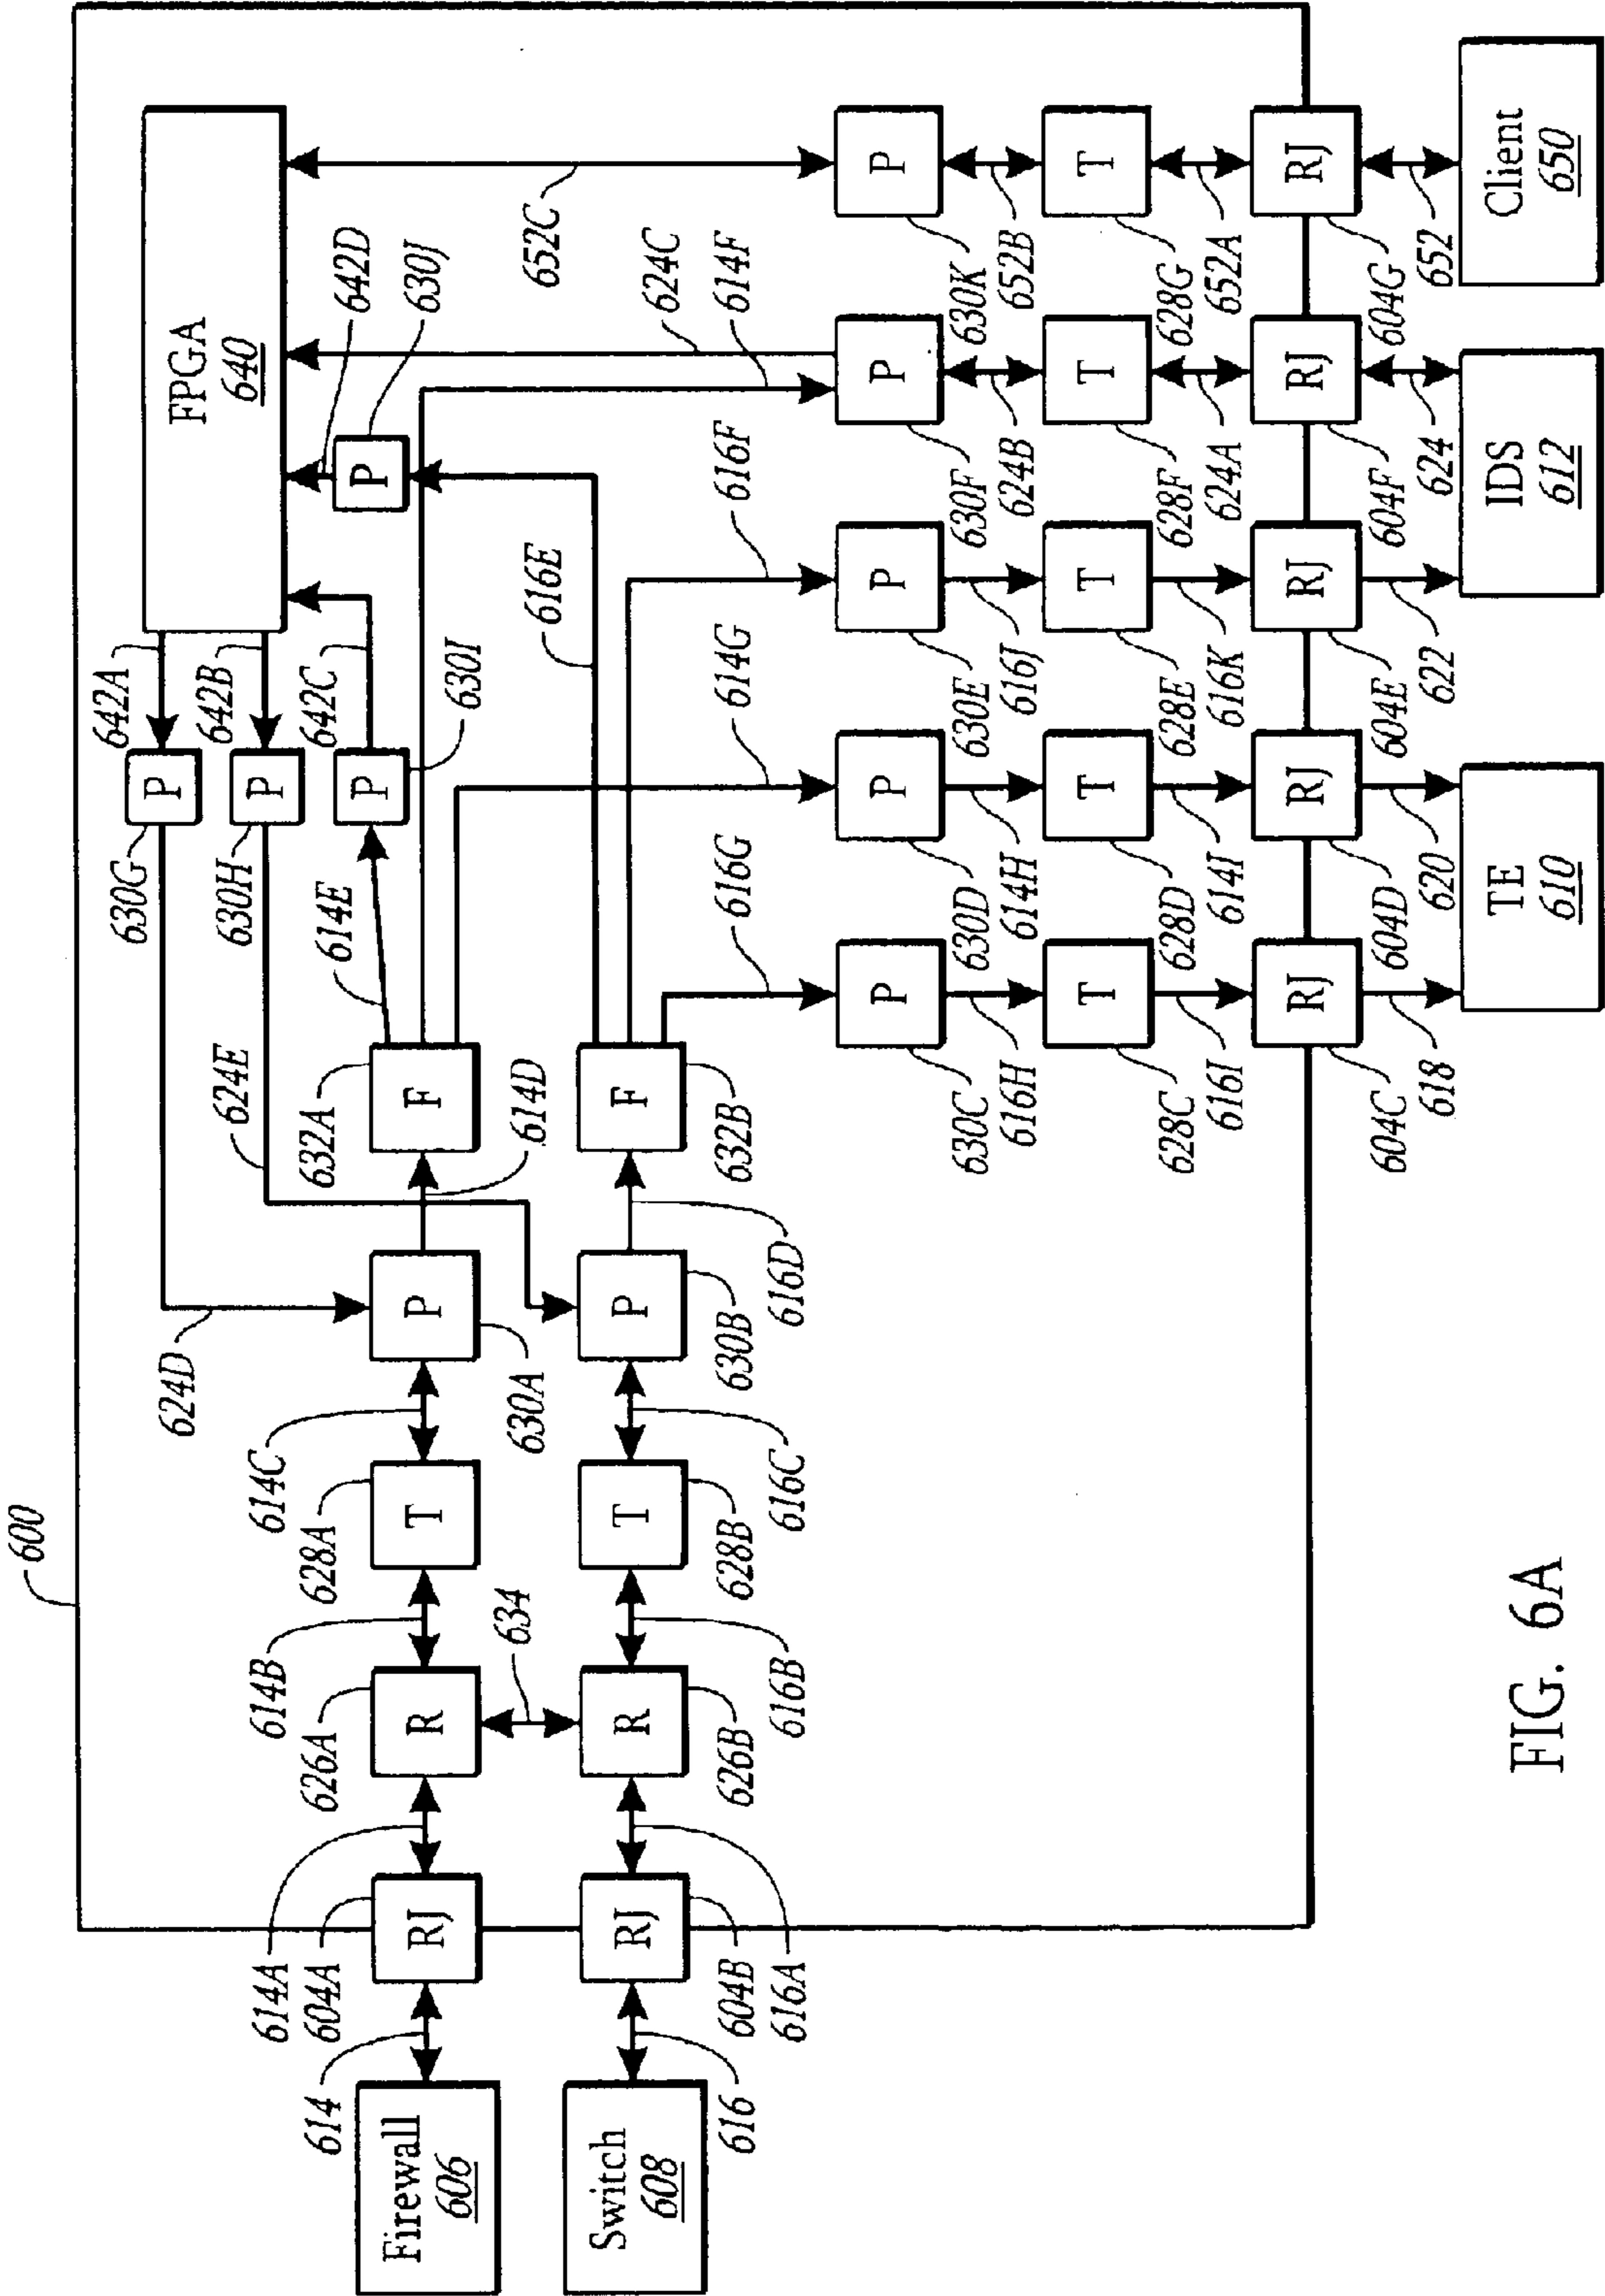 600
624D
630G
P
642A
FPGA
640
630H
P
642B
624E
614E
P
642C
630I
642D
P
630J
Firewall
606
614
614A
604A
RJ
626A
614B
R
628A
614C
T
P
630A
632A
614D
F
634
Switch
608
616
604B
616A
RJ
R
626B
616B
T
628B
616C
P
630B
616D
F
632B
616E
616G
614G
616F
614F
624C
652C
P
P
P
P
P
630C
616H
630D
614H
630E
616J
630F
624B
630K
652B
T
T
T
T
T
628C
616I
628D
614I
628E
616K
628F
624A
628G
652A
RJ
RJ
RJ
RJ
RJ
604C
618
604D
620
604E
622
604F
624
604G
652
TE
610
IDS
612
Client
650
FIG. 6A